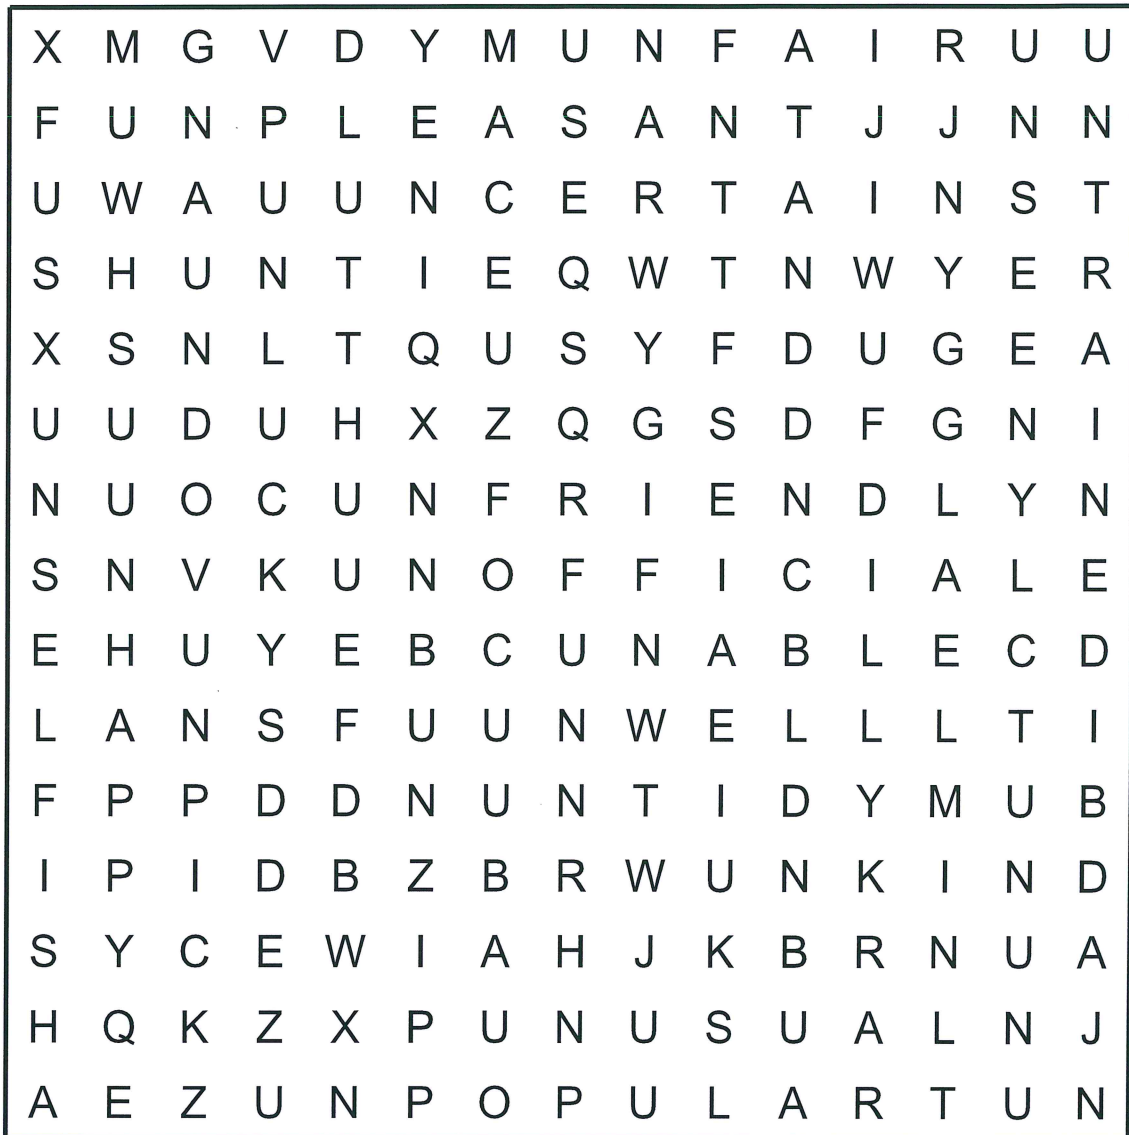 X M G V D Y M U N F A I R U U
F U N P L E A S A N T J J N N
U W A U U N C E R T A I N S T
S H U N T I E Q W T N W Y E R
X S N L T Q U S Y F D U G E A
U U D U H X Z Q G S D F G N I
N U O C U N F R I E N D L Y N
S N V K U N O F F I C I A L E
E H U Y E B C U N A B L E C D
L A N S F U U N W E L L L T I
F P P D D N U N T I D Y M U B
I P I D B Z B R W U N K I N D
S Y C E W I A H J K B R N U A
H Q K Z X P U N U S U A L N J
A E Z U N P O P U L A R T U N